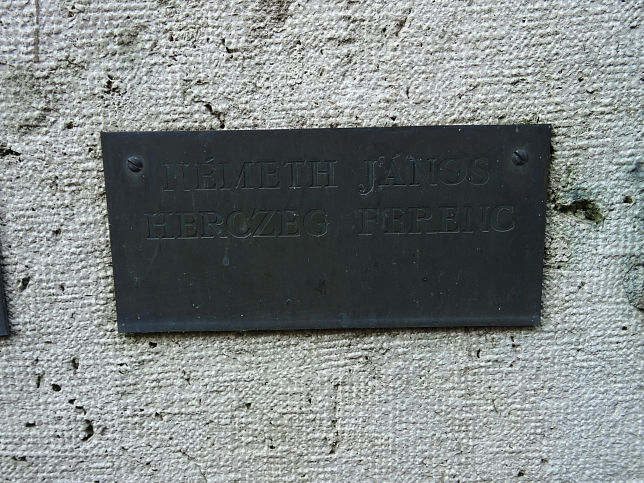 NÉMETH JÁNOS
HERCZEG FERENC